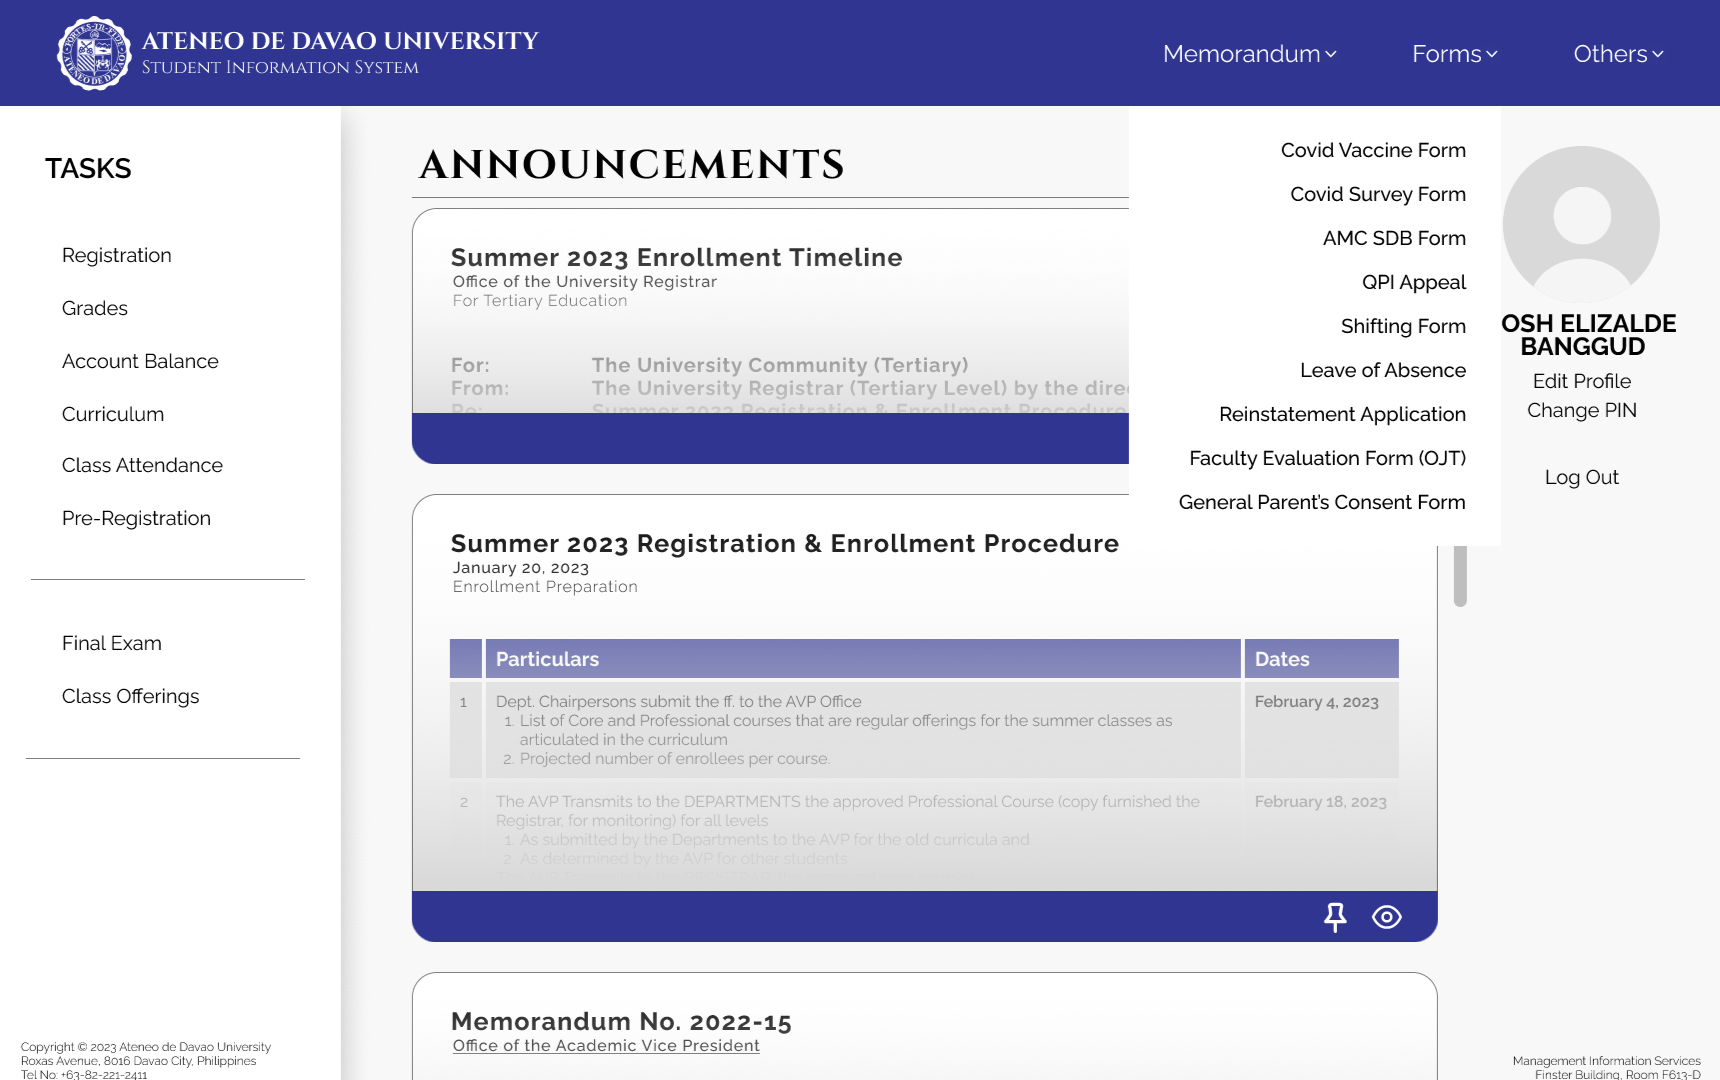 ATENEO DE DAVAO UNIVERSITY
STUDENT INFORMATION SYSTEM
Memorandum
Forms
Others
TASKS
Registration
Grades
Account Balance
Curriculum
Class Attendance
Pre-Registration
Final Exam
Class Offerings
Copyright © 2023 Ateneo de Davao University
Roxas Avenue, 8016 Davao City, Philippines
Tel No: +63-82-221-2411
ANNOUNCEMENTS
Summer 2023 Enrollment Timeline
Office of the University Registrar
For Tertiary Education
For: The University Community (Tertiary)
From: The University Registrar (Tertiary Level) by the
Re: Summer 2023 Registration & Enrollment Procedure
Summer 2023 Registration & Enrollment Procedure
January 20, 2023
Enrollment Preparation
Particulars Dates
1 Dept. Chairpersons submit the ff. to the AVP Office February 4, 2023
1. List of Core and Professional courses that are regular offerings for the summer classes as
articulated in the curriculum
2. Projected number of enrollees per course.
2 The AVP Transmits to the DEPARTMENTS the approved Professional Course (copy furnished the February 18, 2023
Registrar, for monitoring) for all levels
1. As submitted by the Departments to the AVP for the old curricula and
2. As determined by the AVP for other students
Memorandum No. 2022-15
Office of the Academic Vice President
Covid Vaccine Form
Covid Survey Form
AMC SDB Form
QPI Appeal
Shifting Form
Leave of Absence
Reinstatement Application
Faculty Evaluation Form (OJT)
General Parent's Consent Form
OSH ELIZALDE
BANGGUD
Edit Profile
Change PIN
Log Out
Management Information Services
Finster Building, Room F613-D